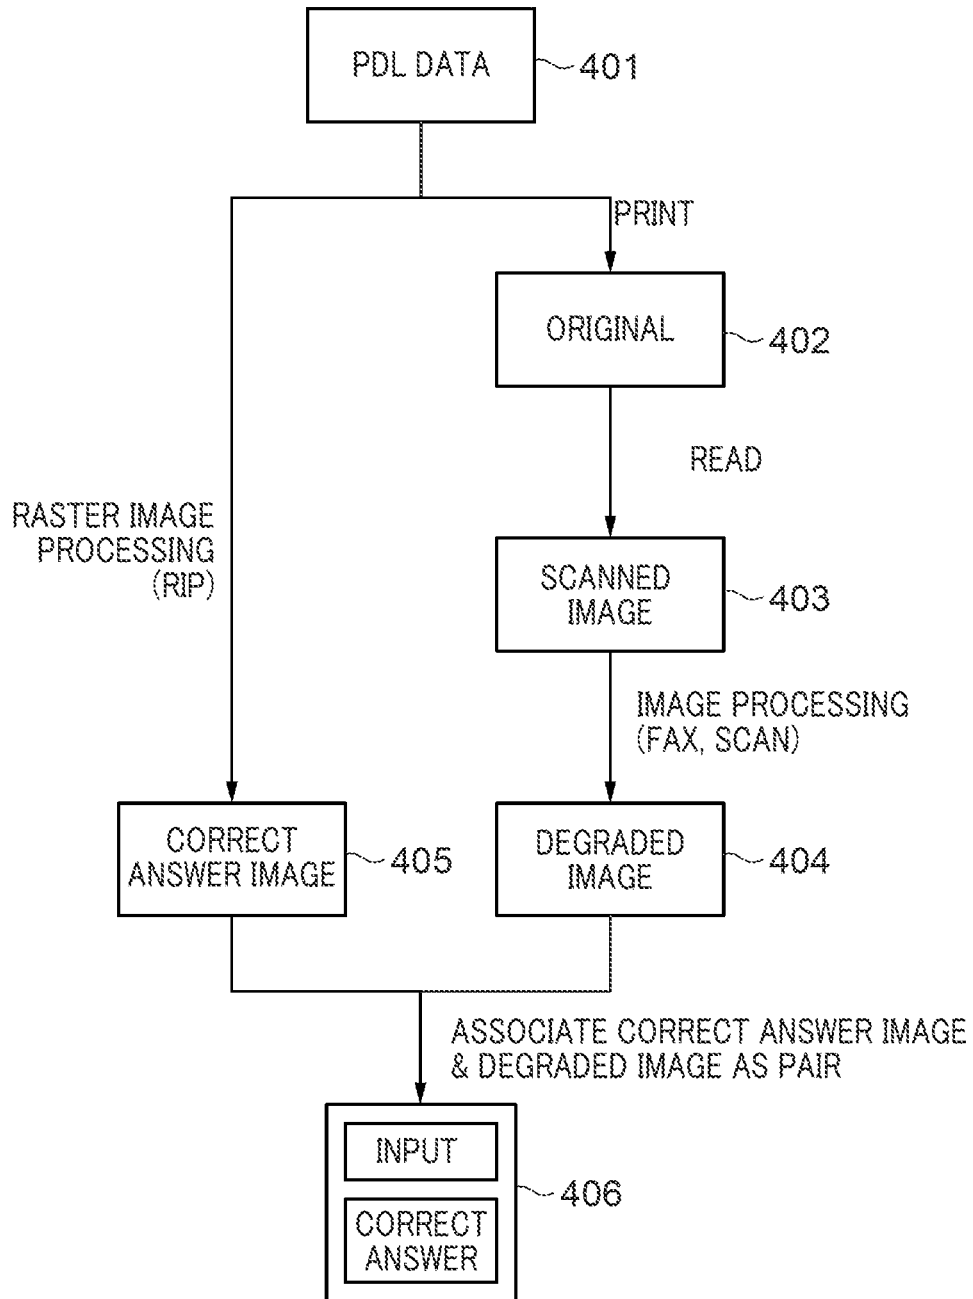 PDL DATA
401
PRINT
ORIGINAL
402
READ
RASTER IMAGE
PROCESSING
(RIP)
SCANNED
IMAGE
403
IMAGE PROCESSING
(FAX, SCAN)
CORRECT
ANSWER IMAGE
405
DEGRADED
IMAGE
404
ASSOCIATE CORRECT ANSWER IMAGE
& DEGRADED IMAGE AS PAIR
INPUT
406
CORRECT
ANSWER